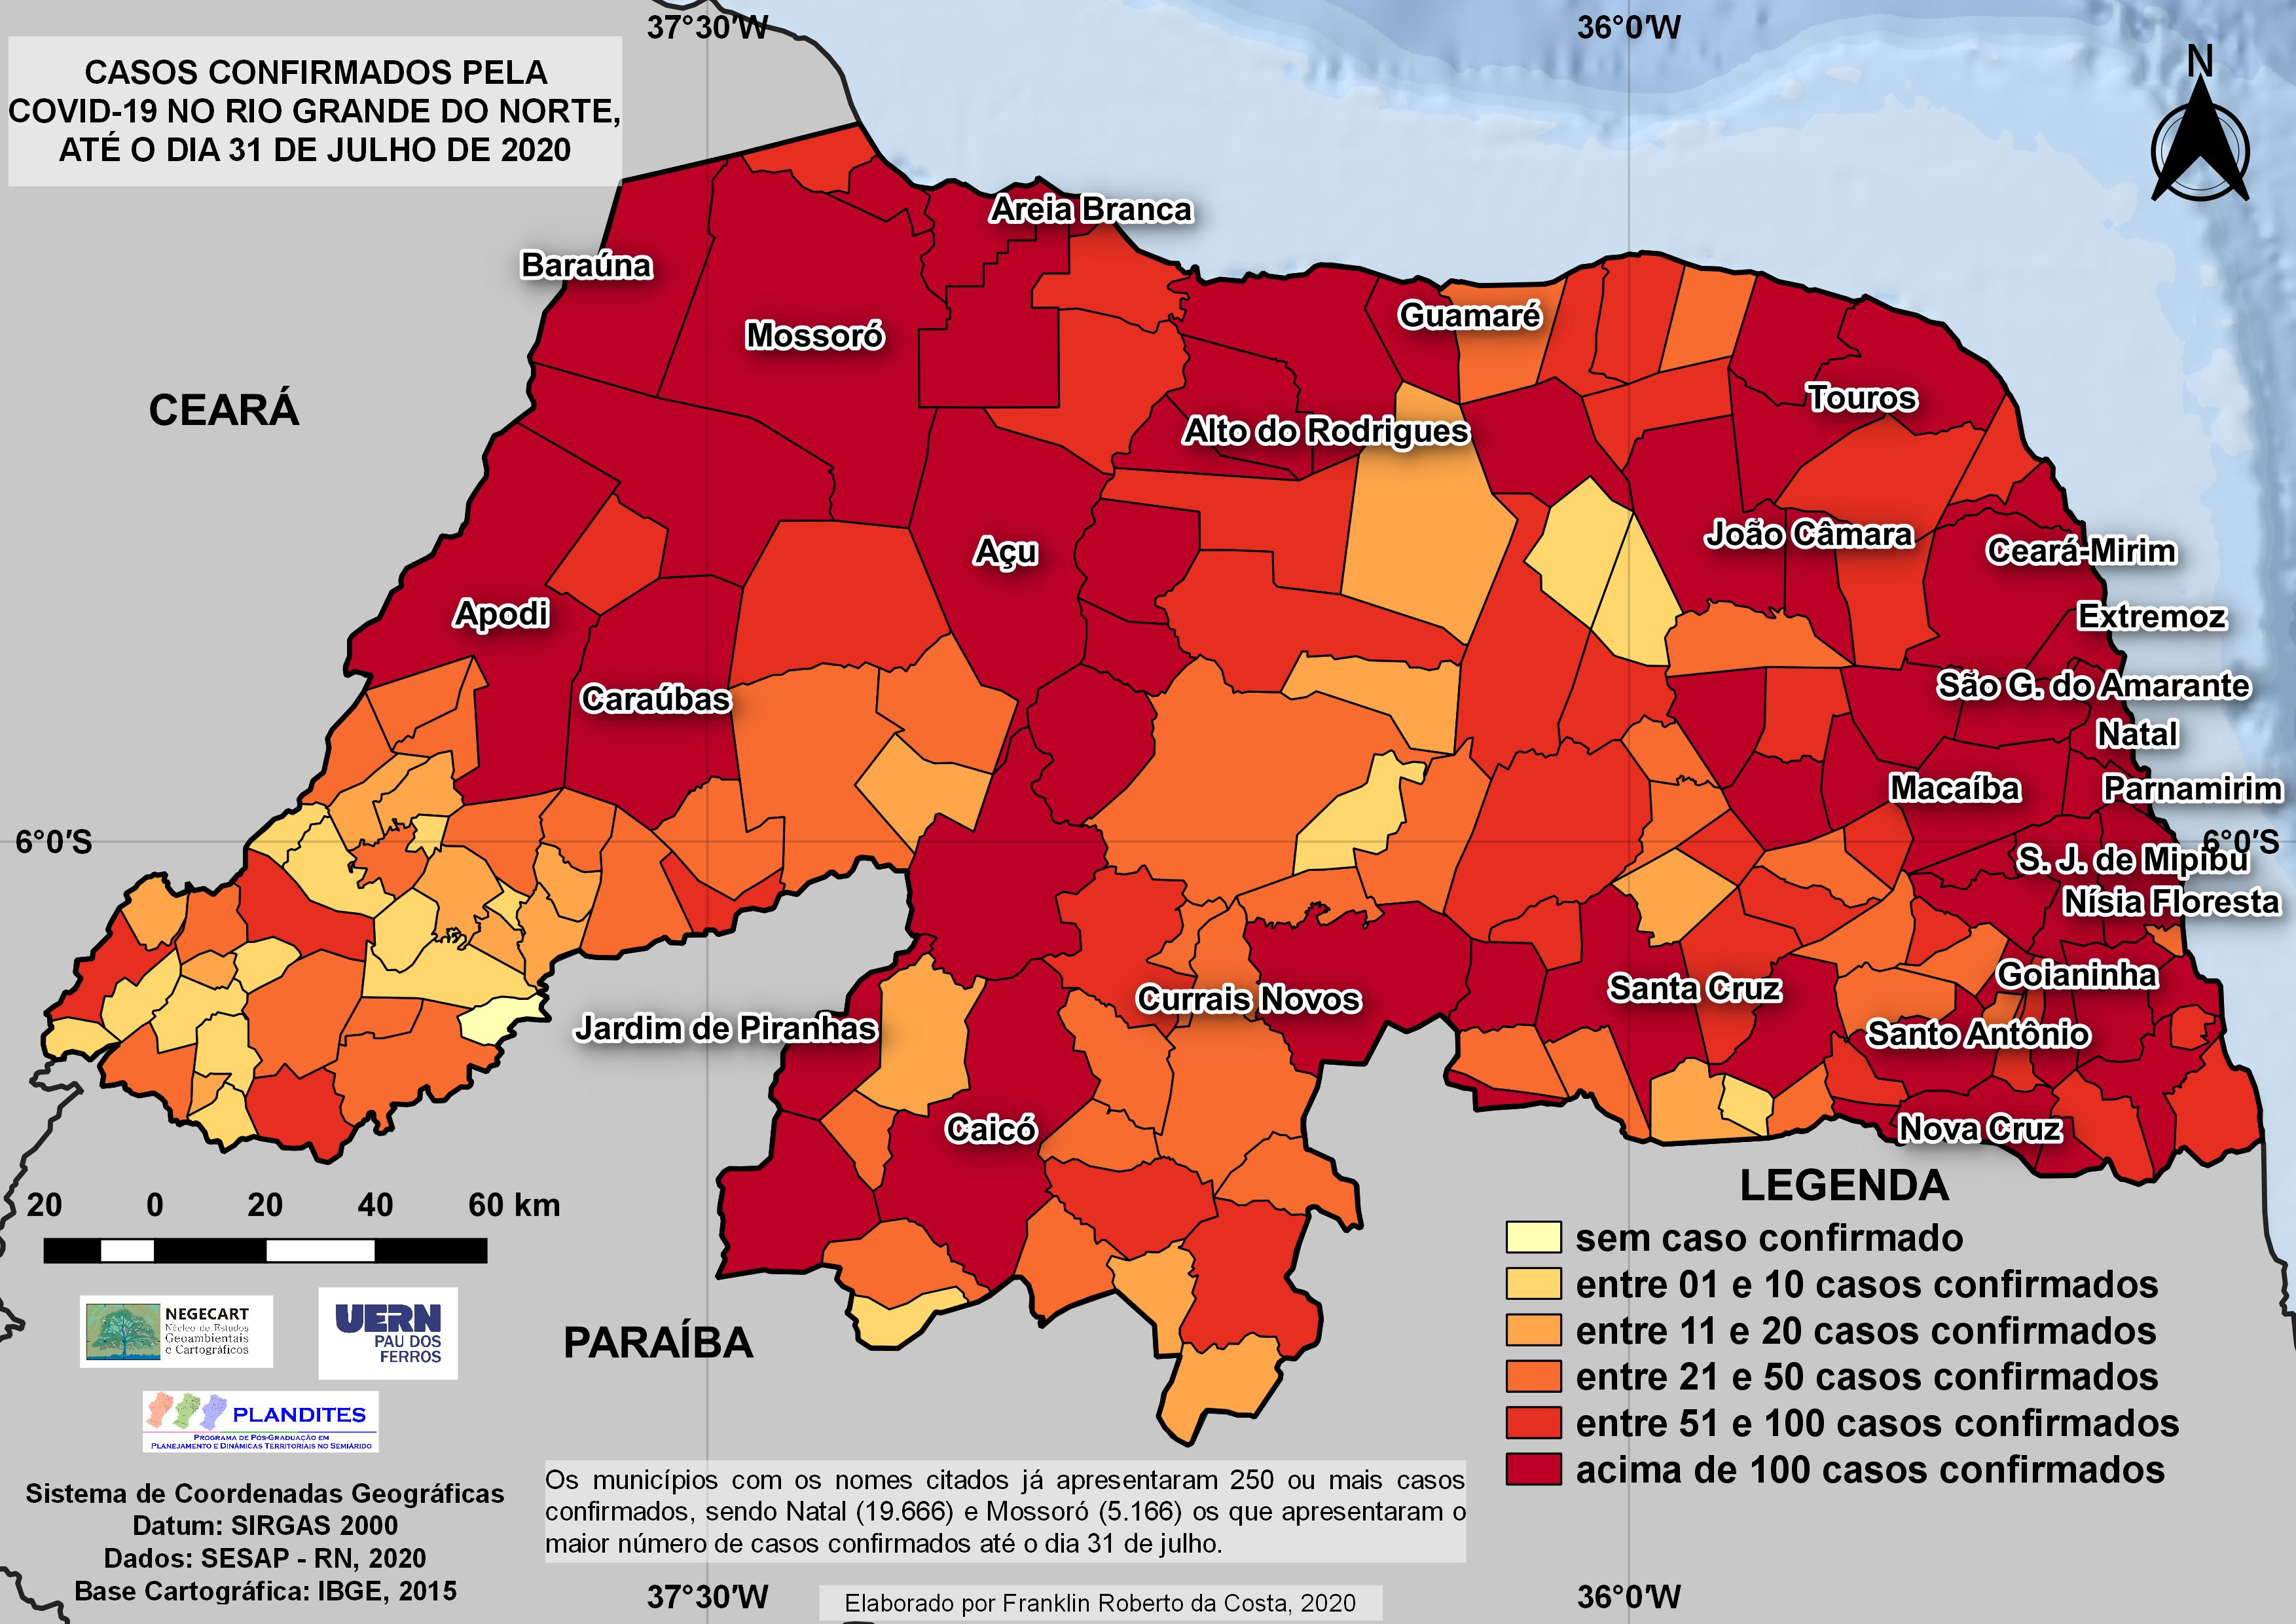 37°30′W
36°0′W
CASOS CONFIRMADOS PELA
COVID-19 NO RIO GRANDE DO NORTE,
ATÉ O DIA 31 DE JULHO DE 2020
N
Areia Branca
Baraúna
Mossoró
Guamaré
CEARÁ
Touros
Alto do Rodrigues
João Câmara
Ceará-Mirim
Açu
Apodi
Extremoz
São G. do Amarante
Caraúbas
Natal
Macaíba
Parnamirim
6°0′S
6°0′S
S. J. de Mipibu
Nísia Floresta
Goianinha
Santa Cruz
Currais Novos
Jardim de Piranhas
Santo Antônio
Caicó
Nova Cruz
LEGENDA
sem caso confirmado
entre 01 e 10 casos confirmados
entre 11 e 20 casos confirmados
entre 21 e 50 casos confirmados
entre 51 e 100 casos confirmados
acima de 100 casos confirmados
20 0 20 40 60 km
NEGECART
Núcleo de Estudos
Geoambientais
e Cartográficos
UERN
PAU DOS
FERROS
PARAÍBA
PLANDITES
PROGRAMA DE PÓS-GRADUAÇÃO EM
PLANEJAMENTO E DINÂMICAS TERRITORIAIS NO SEMIÁRIDO
Os municípios com os nomes citados já apresentaram 250 ou mais casos
confirmados, sendo Natal (19.666) e Mossoró (5.166) os que apresentaram o
maior número de casos confirmados até o dia 31 de julho.
Sistema de Coordenadas Geográficas
Datum: SIRGAS 2000
Dados: SESAP - RN, 2020
Base Cartográfica: IBGE, 2015
37°30′W
36°0′W
Elaborado por Franklin Roberto da Costa, 2020